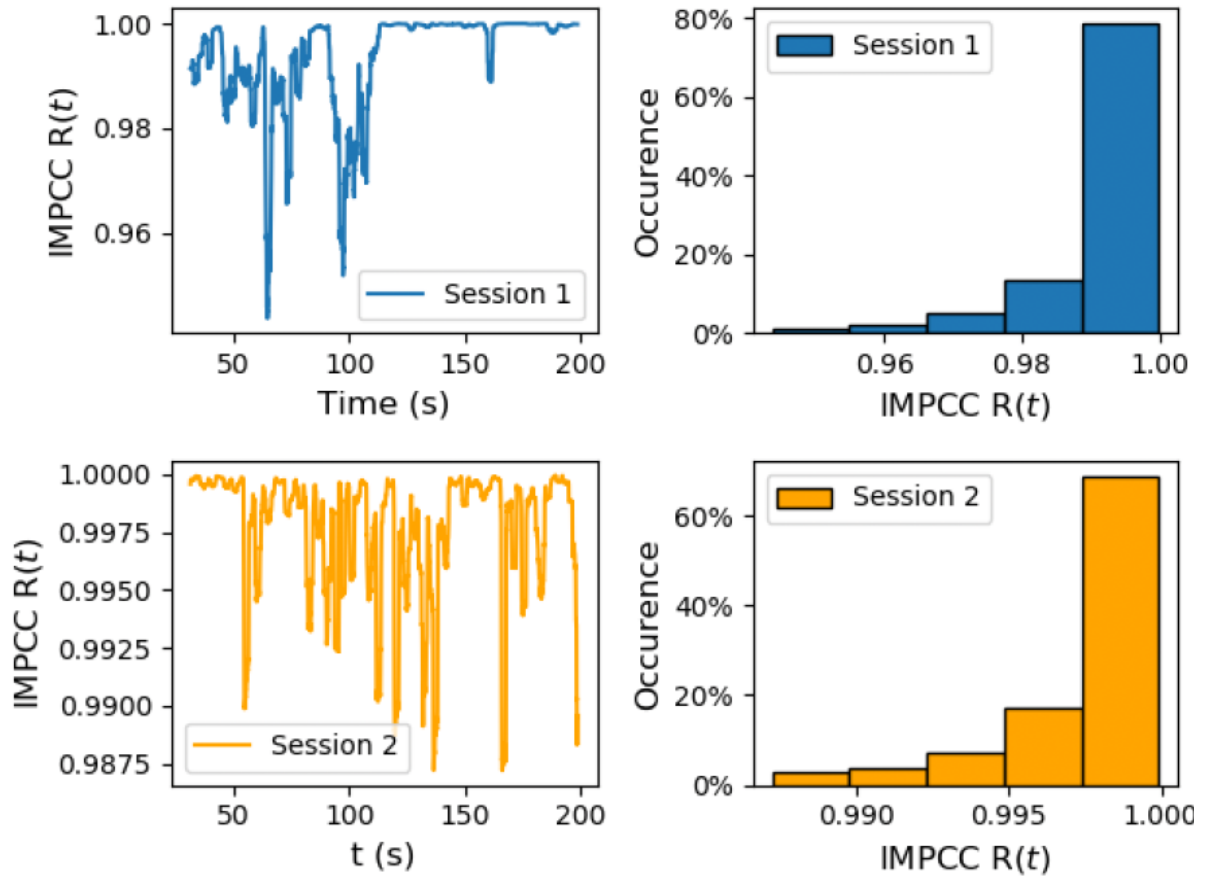 1.00
0.98
0.96
IMPCC R(t)
Session 1
50
100
150
200
Time (s)
80%
60%
40%
20%
0%
Occurence
Session 1
0.96
0.98
1.00
IMPCC R(t)
1.0000
0.9975
0.9950
0.9925
0.9900
0.9875
IMPCC R(t)
Session 2
50
100
150
200
t (s)
60%
40%
20%
0%
Occurence
Session 2
0.990
0.995
1.000
IMPCC R(t)